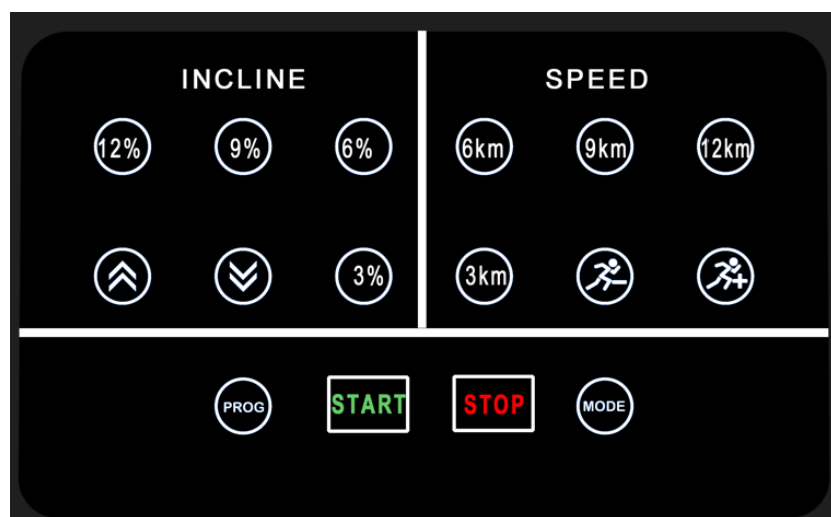 INCLINE
12% 9% 6%
3%
SPEED
6km 9km 12km
3km
PROG START STOP MODE